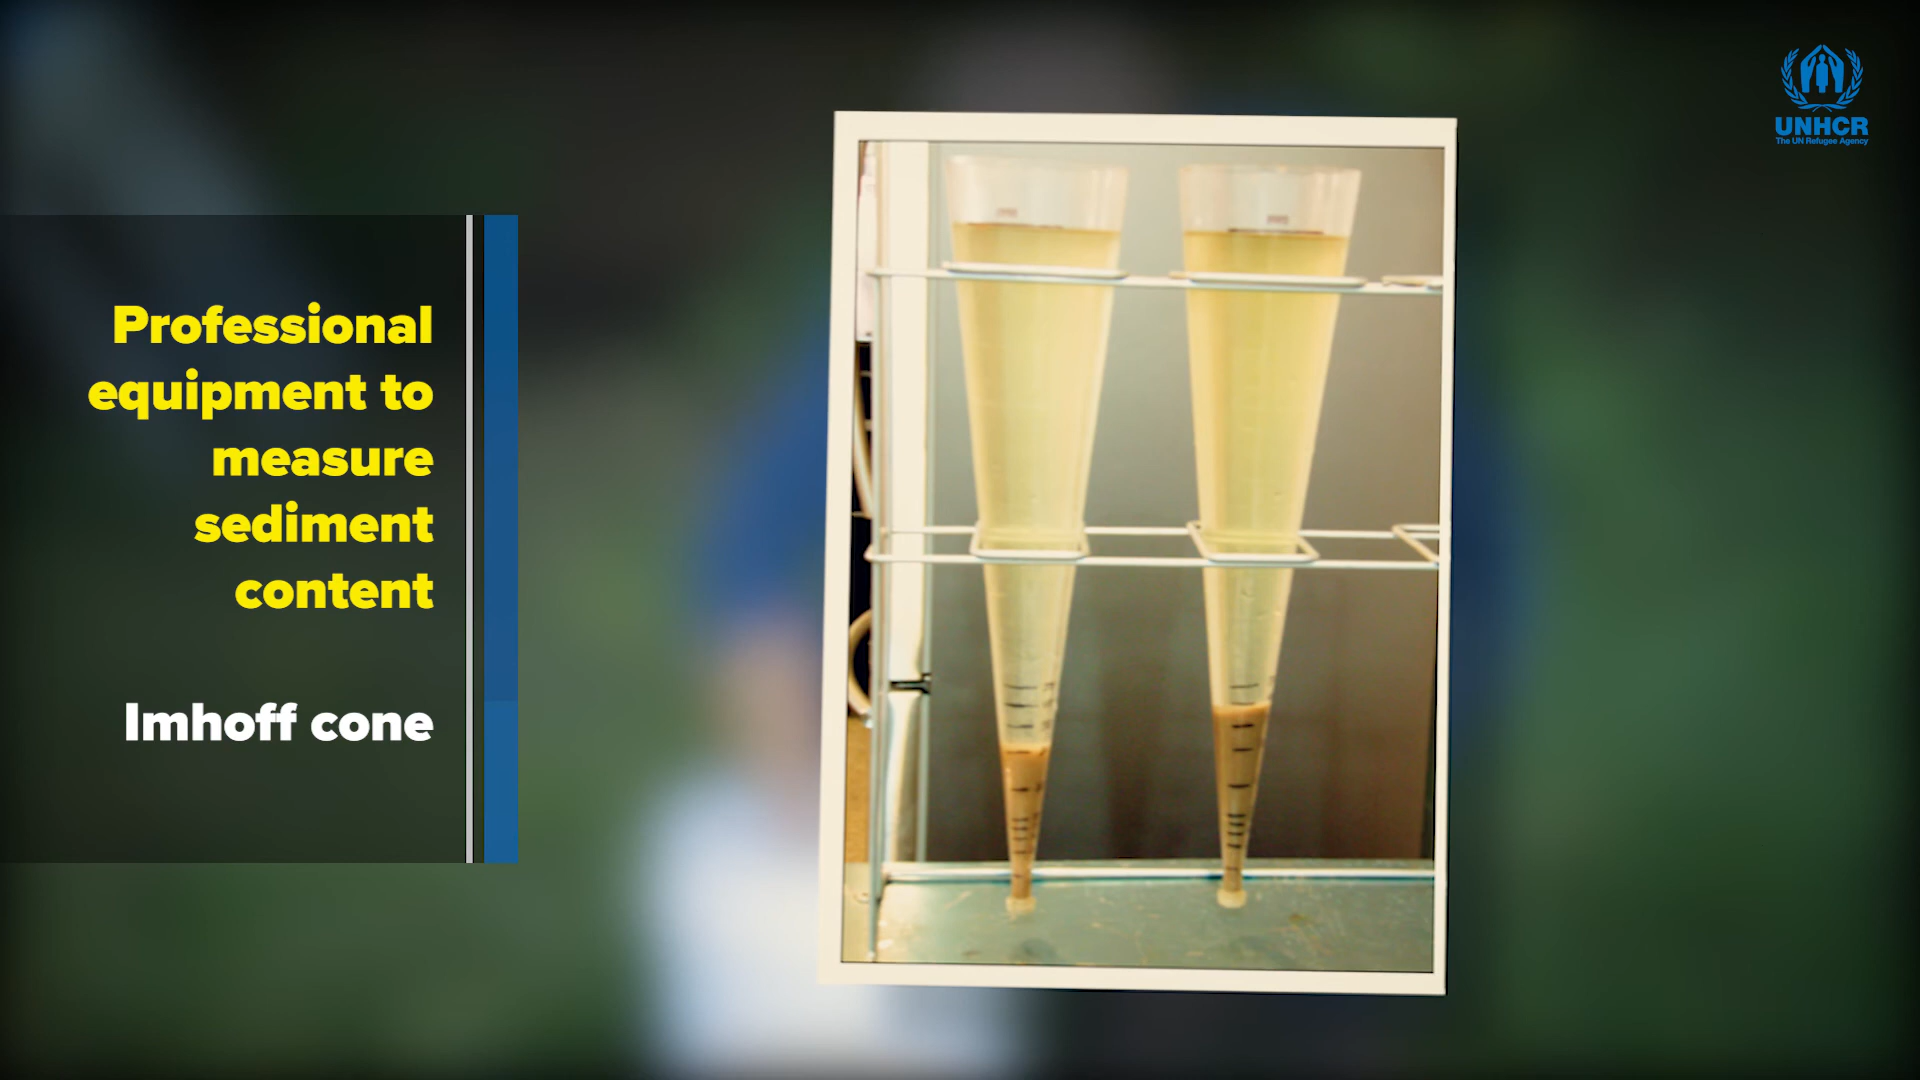 Professional
equipment to
measure
sediment
content
Imhoff cone
UNHCR
The UN Refugee Agency